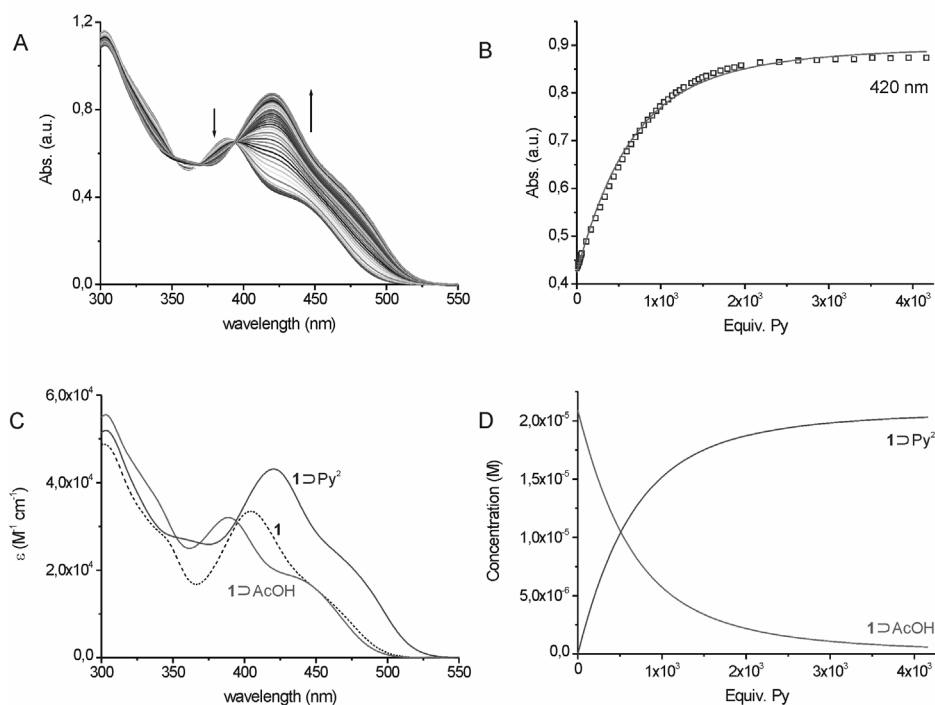 A
1,2
0,8
0,4
0,0
Abs. (a.u.)
300 350 400 450 500 550
wavelength (nm)
B
0,9
0,8
0,7
0,6
0,5
0,4
Abs. (a.u.)
420 nm
0 1x10³ 2x10³ 3x10³ 4x10³
Equiv. Py
C
6,0x10⁴
4,0x10⁴
2,0x10⁴
0,0
ε (M⁻¹ cm⁻¹)
1⊃Py²
1
1⊃AcOH
300 350 400 450 500 550
wavelength (nm)
D
2,0x10⁻⁵
1,5x10⁻⁵
1,0x10⁻⁵
5,0x10⁻⁶
0,0
Concentration (M)
1⊃Py²
1⊃AcOH
0 1x10³ 2x10³ 3x10³ 4x10³
Equiv. Py